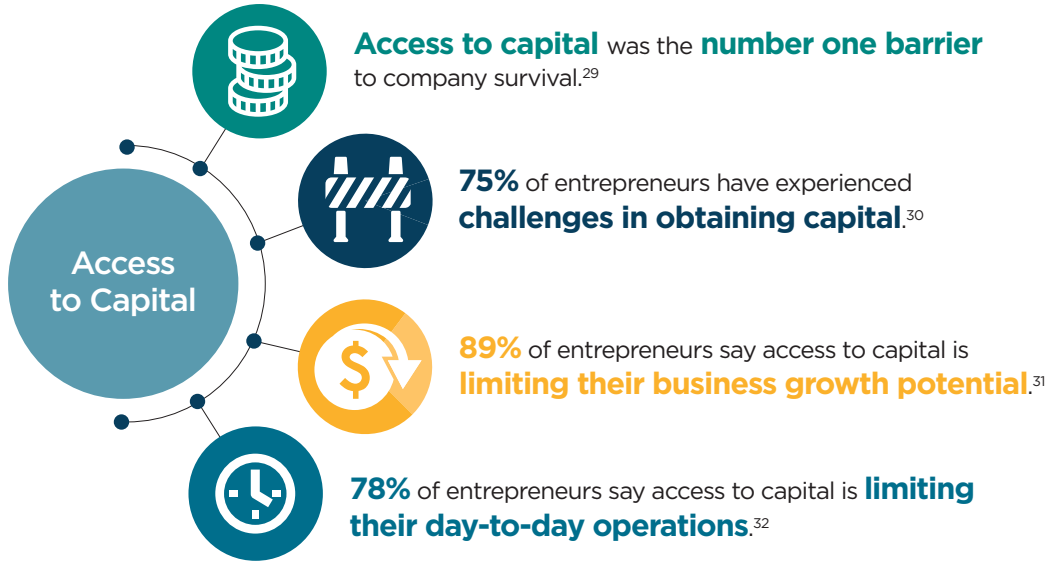 Access to capital was the number one barrier
to company survival.29
75% of entrepreneurs have experienced
challenges in obtaining capital.30
Access
to Capital
89% of entrepreneurs say access to capital is
limiting their business growth potential.31
$
78% of entrepreneurs say access to capital is limiting
their day-to-day operations.32